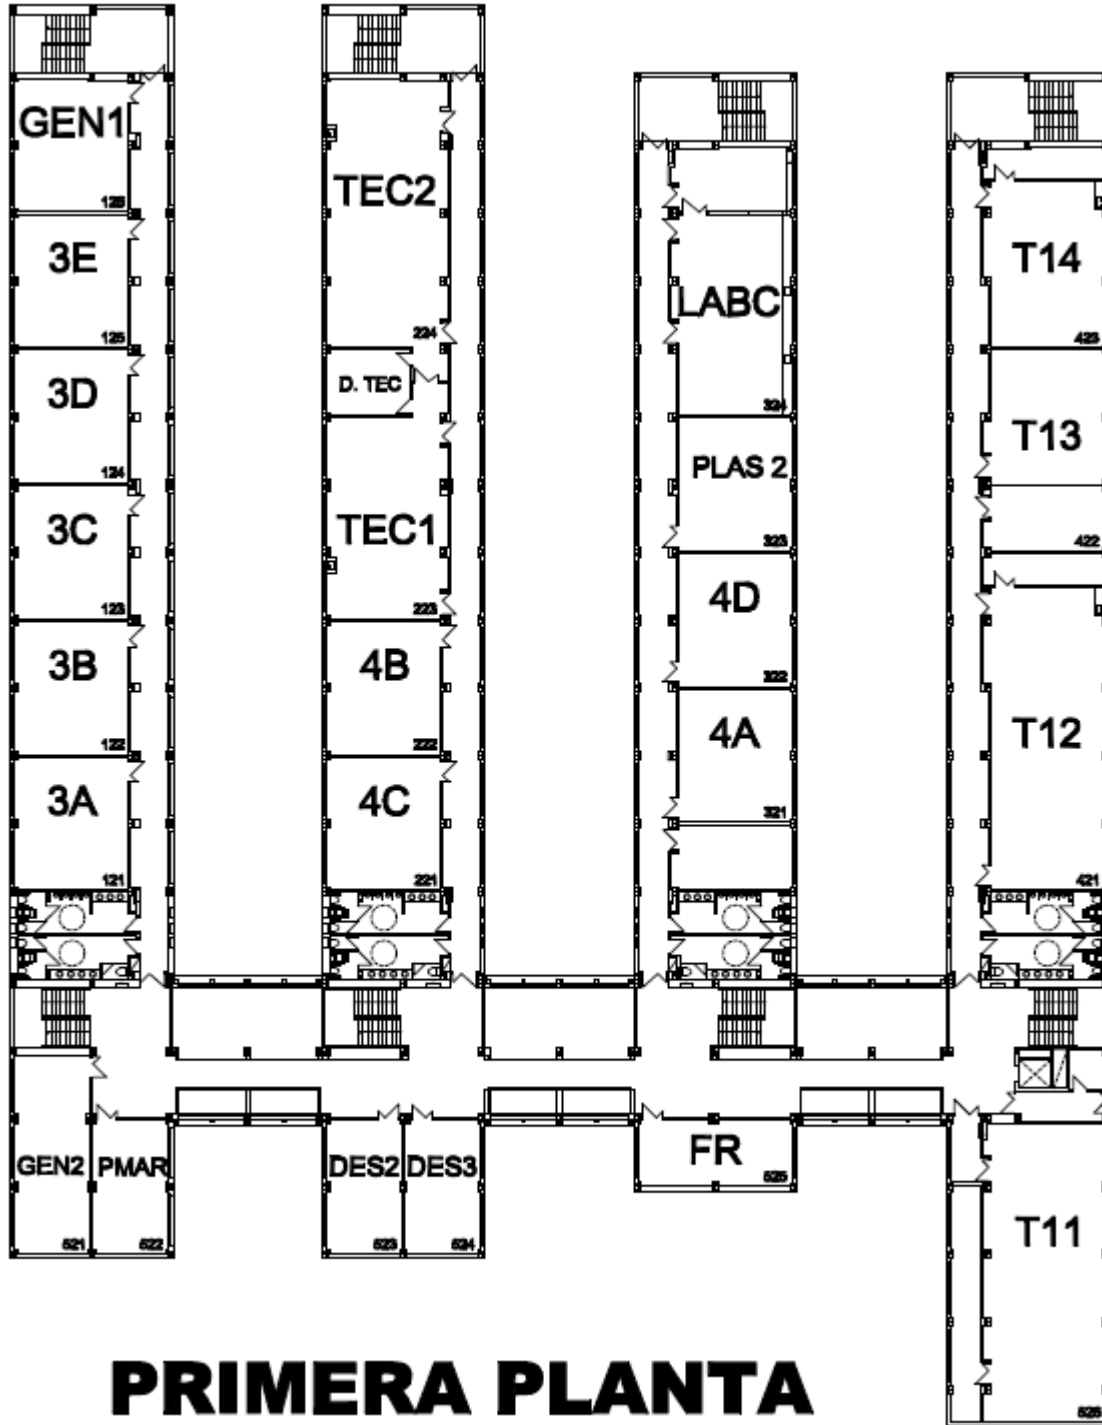 GEN1
126
3E
125
3D
124
3C
123
3B
122
3A
121
TEC2
224
D. TEC
TEC1
223
4B
222
4C
221
LABC
324
PLAS 2
323
4D
322
4A
321
T14
423
T13
422
T12
421
GEN2
521
PMAR
522
DES2
523
DES3
524
FR
525
T11
526
PRIMERA PLANTA